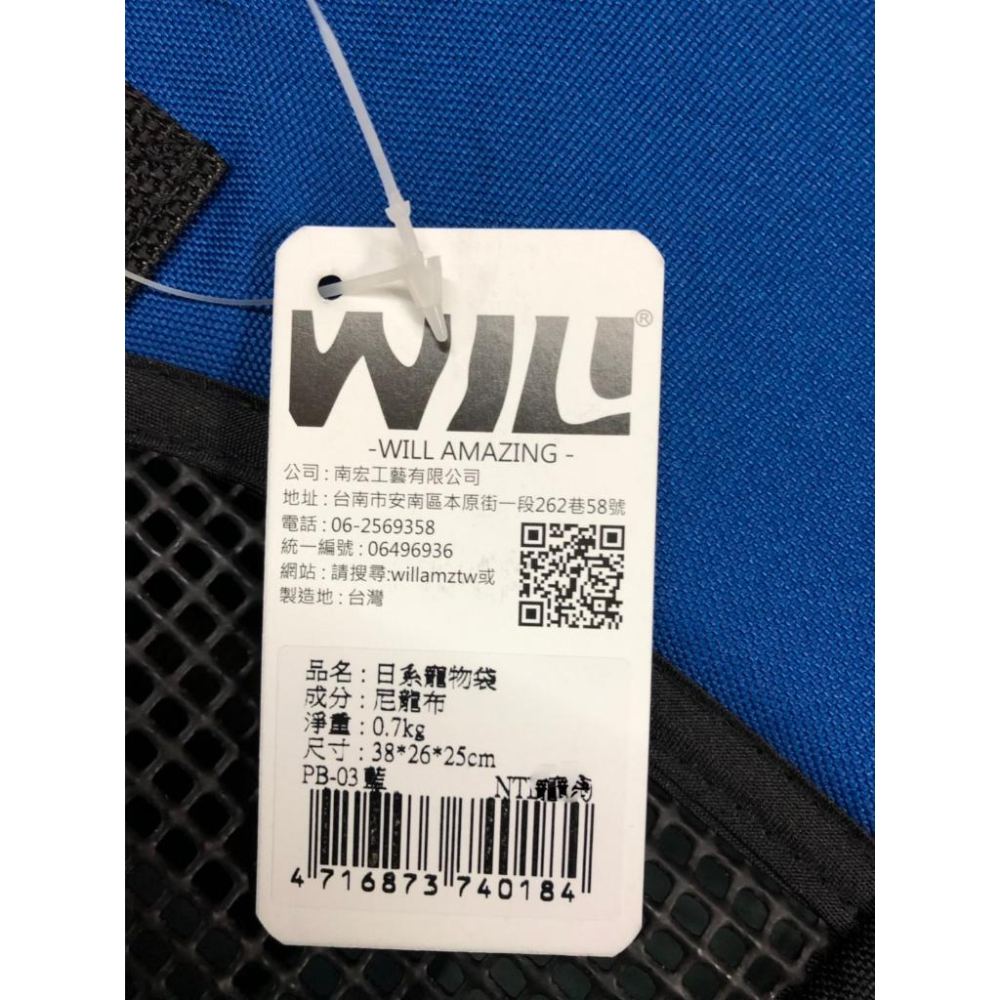 WILL®
-WILL AMAZING -
公司 : 南宏工藝有限公司
地址 : 台南市安南區本原街一段262巷58號
電話 : 06-2569358
統一編號 : 06496936
網站 : 請搜尋:willamztw或
製造地 : 台灣
品名 : 日系寵物袋
成分 : 尼龍布
淨重 : 0.7kg
尺寸 : 38*26*25cm
PB-03 藍
4 716873 740184